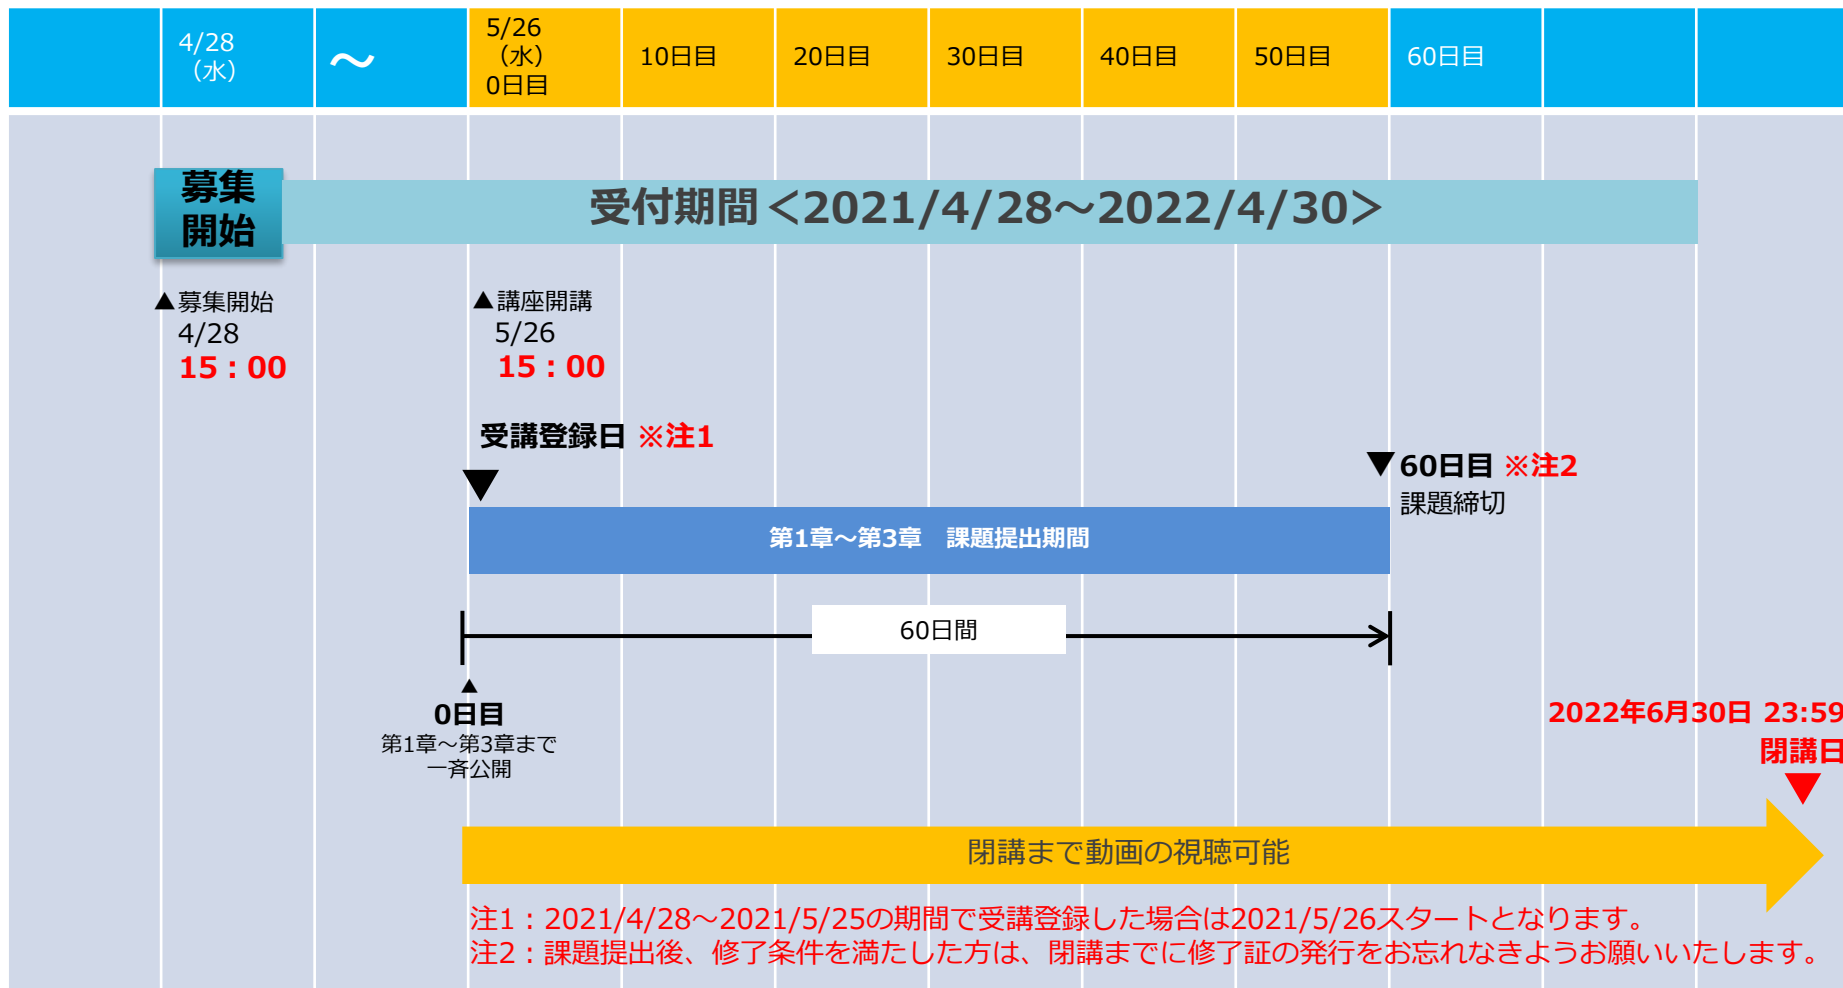 4/28
（水）
～
5/26
（水）
0日目
10日目
20日目
30日目
40日目
50日目
60日目
募集
開始
受付期間＜2021/4/28～2022/4/30＞
▲募集開始
4/28
15：00
▲講座開講
5/26
15：00
受講登録日 ※注1
▼
▼60日目 ※注2
課題締切
第1章～第3章　課題提出期間
60日間
▲
0日目
第1章～第3章まで
一斉公開
2022年6月30日 23:59
閉講日
▼
閉講まで動画の視聴可能
注1：2021/4/28～2021/5/25の期間で受講登録した場合は2021/5/26スタートとなります。
注2：課題提出後、修了条件を満たした方は、閉講までに修了証の発行をお忘れなきようお願いいたします。